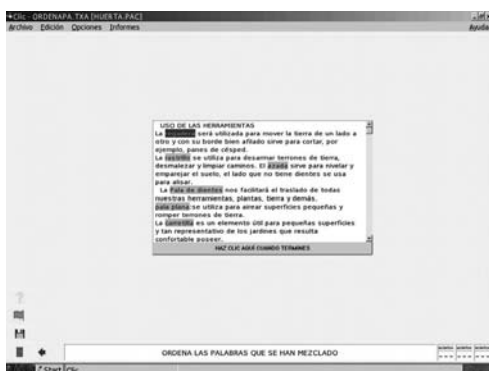 Clic - ORDENAPA.TXA [HUERTA.PAC]
Archivo Edición Opciones Informes Ayuda
USO DE LAS HERRAMIENTAS
La será utilizada para mover la tierra de un lado a
otro y con su borde bien afilado sirve para cortar, por
ejemplo, panes de césped.
La rastrillo se utiliza para desarmar terrones de tierra,
desmalezar y limpiar caminos. El azada sirve para nivelar y
emparejar el suelo, el lado que no tiene dientes se usa
para alisar.
La Pala de dientes nos facilitará el traslado de todas
nuestras herramientas, plantas, tierra y demás.
pala plana se utiliza para airear superficies pequeñas y
romper terrones de tierra.
La carretilla es un elemento útil para pequeñas superficies
y tan representativo de los jardines que resulta
confortable poseer.
HAZ CLIC AQUÍ CUANDO TERMINES
ORDENA LAS PALABRAS QUE SE HAN MEZCLADO
Start Clic